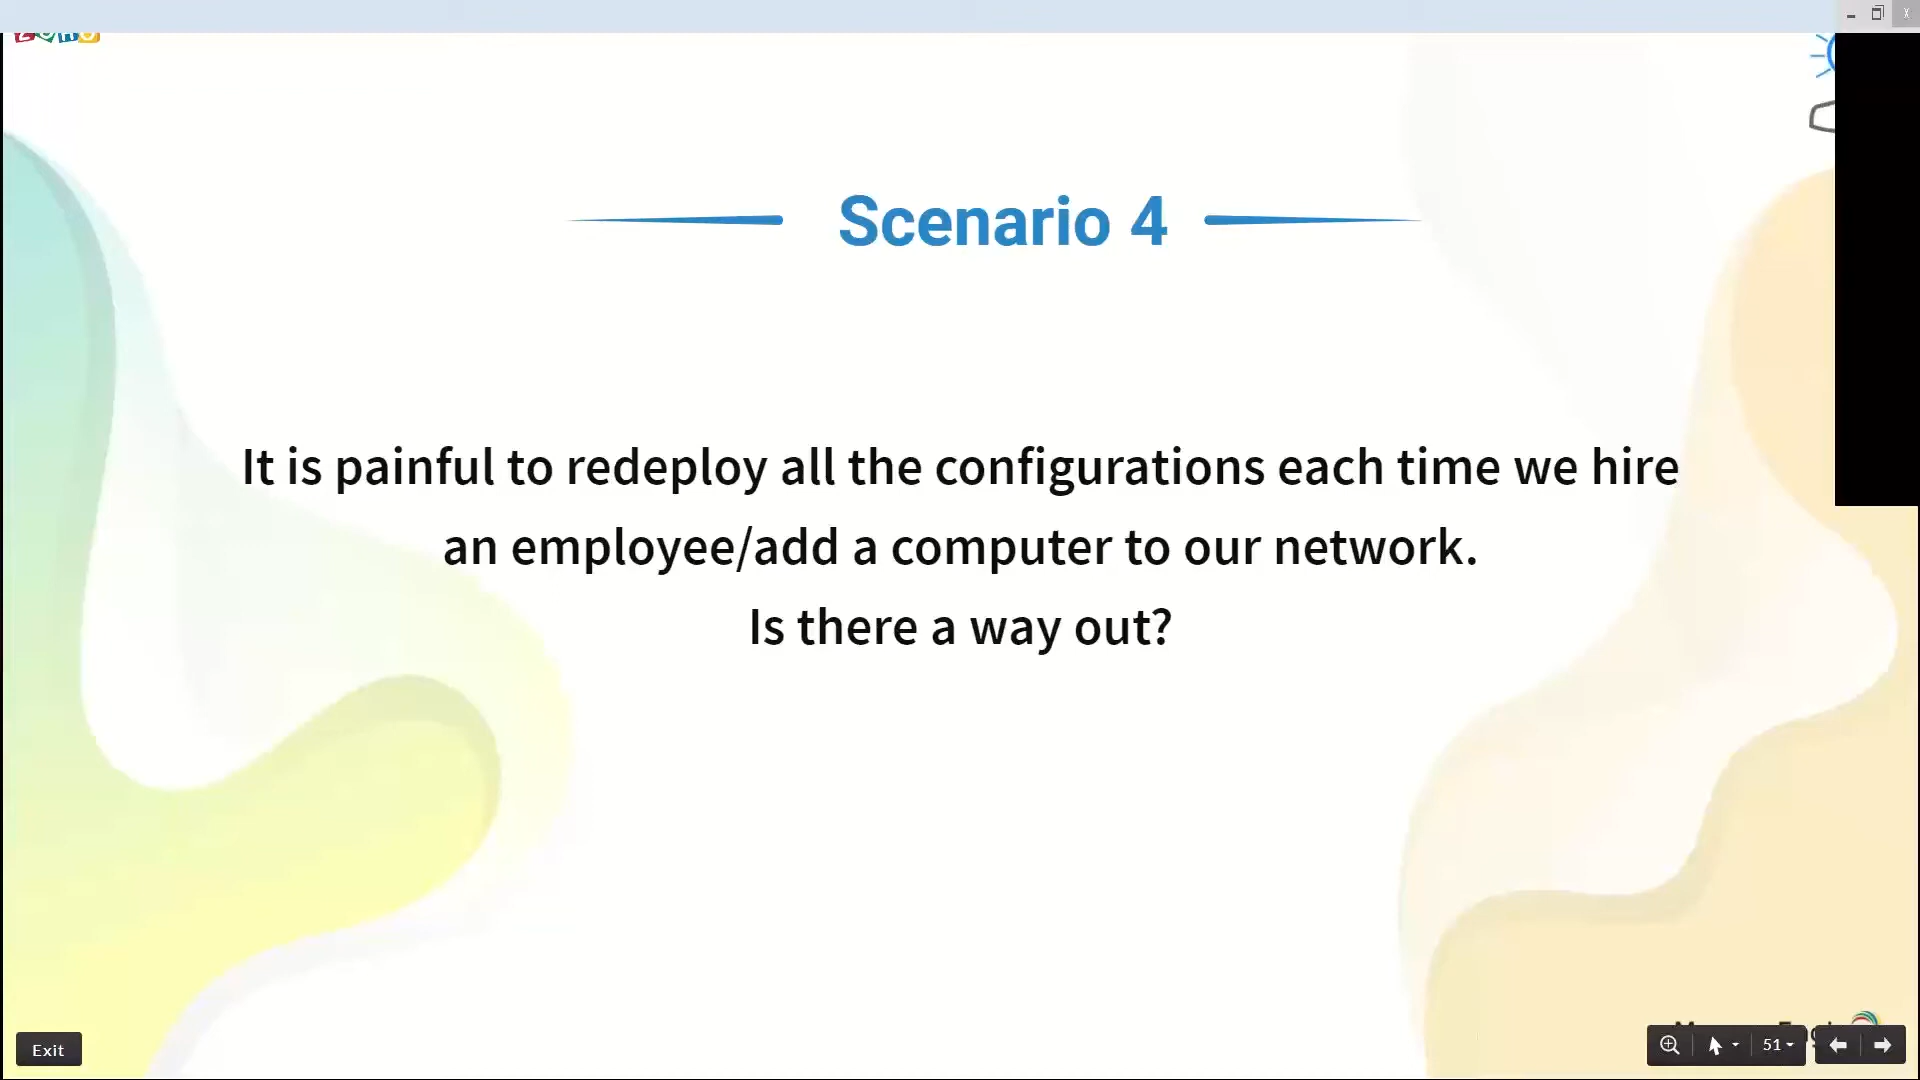 Scenario 4
It is painful to redeploy all the configurations each time we hire
an employee/add a computer to our network.
Is there a way out?
Exit
51